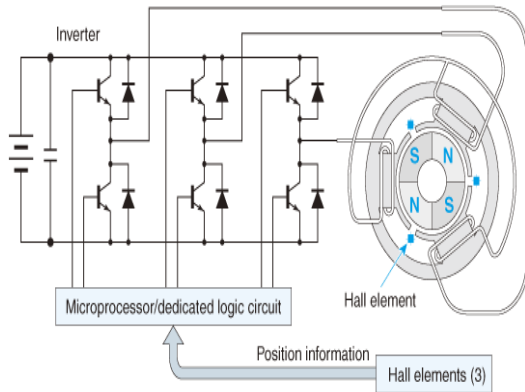 Inverter
S N
N S
Hall element
Microprocessor/dedicated logic circuit
Position information
Hall elements (3)